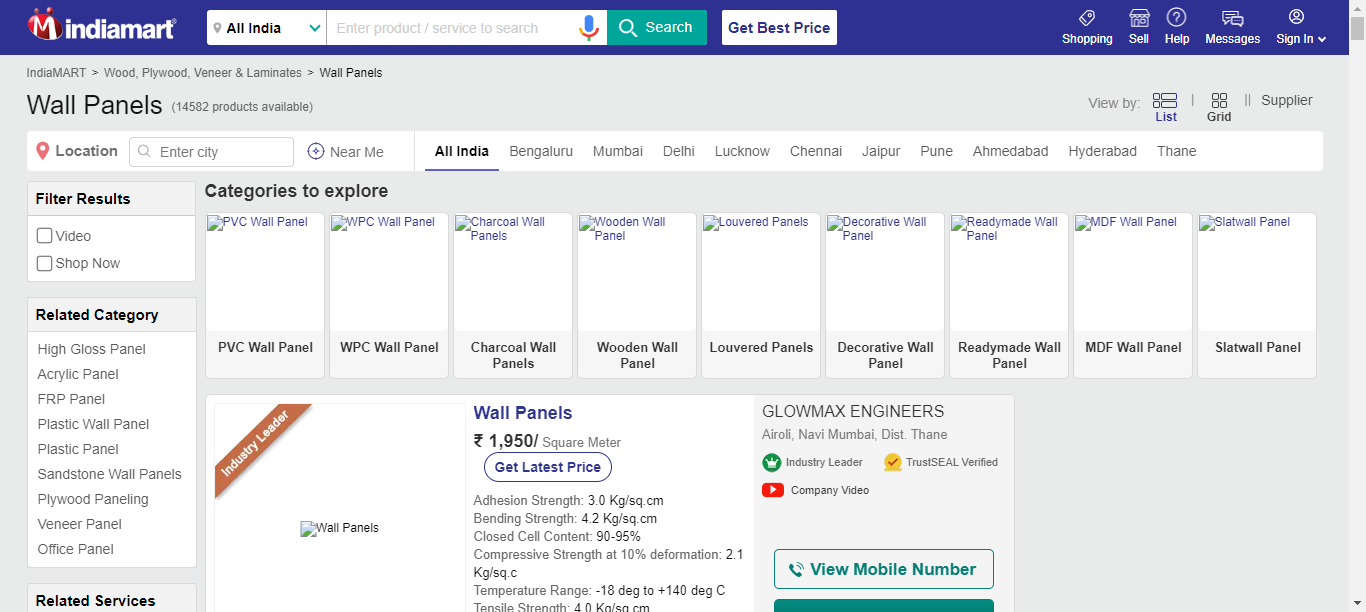 indiamart
All India
Enter product / service to search
Search
Get Best Price
Shopping
Sell
Help
Messages
Sign In
IndiaMART > Wood, Plywood, Veneer & Laminates > Wall Panels
Wall Panels (14582 products available)
View by:
List
Grid
Supplier
Location
Enter city
Near Me
All India
Bengaluru
Mumbai
Delhi
Lucknow
Chennai
Jaipur
Pune
Ahmedabad
Hyderabad
Thane
Filter Results
Video
Shop Now
Related Category
High Gloss Panel
Acrylic Panel
FRP Panel
Plastic Wall Panel
Plastic Panel
Sandstone Wall Panels
Plywood Paneling
Veneer Panel
Office Panel
Related Services
Categories to explore
PVC Wall Panel
WPC Wall Panel
Charcoal Wall
Panels
Wooden Wall
Panel
Louvered Panels
Decorative Wall
Panel
Readymade Wall
Panel
MDF Wall Panel
Slatwall Panel
PVC Wall Panel
WPC Wall Panel
Charcoal Wall
Panels
Wooden Wall
Panel
Louvered Panels
Decorative Wall
Panel
Readymade Wall
Panel
MDF Wall Panel
Slatwall Panel
Industry Leader
Wall Panels
Wall Panels
₹ 1,950/ Square Meter
Get Latest Price
Adhesion Strength: 3.0 Kg/sq.cm
Bending Strength: 4.2 Kg/sq.cm
Closed Cell Content: 90-95%
Compressive Strength at 10% deformation: 2.1
Kg/sq.c
Temperature Range: -18 deg to +140 deg C
Tensile Strength: 4.0 Kg/sq.cm
GLOWMAX ENGINEERS
Airoli, Navi Mumbai, Dist. Thane
Industry Leader
TrustSEAL Verified
Company Video
View Mobile Number